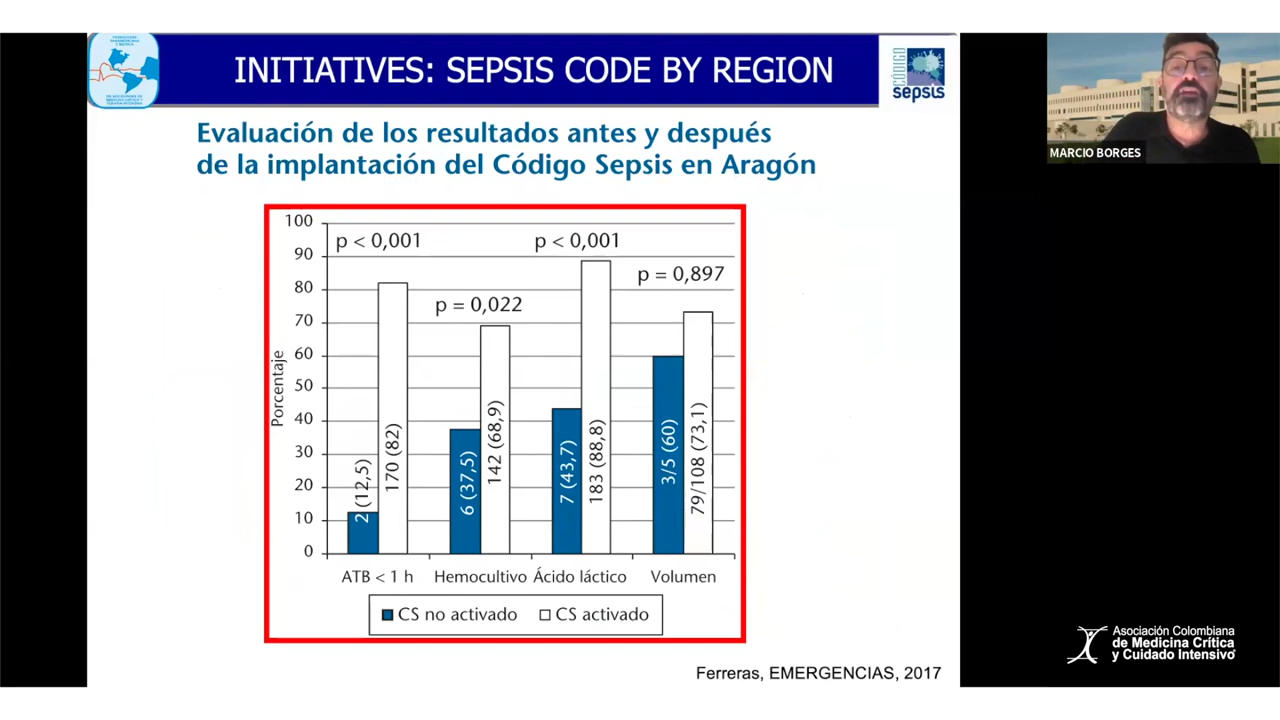 INITIATIVES: SEPSIS CODE BY REGION
CÓDIGO
sepsis
Evaluación de los resultados antes y después
de la implantación del Código Sepsis en Aragón
MARCIO BORGES
Porcentaje
100
90
80
70
60
50
40
30
20
10
0
p < 0,001
p = 0,022
p < 0,001
p = 0,897
2 (12,5)
170 (82)
6 (37,5)
142 (68,9)
7 (43,7)
183 (88,8)
3/5 (60)
79/108 (73,1)
ATB < 1 h
Hemocultivo
Ácido láctico
Volumen
CS no activado
CS activado
Ferreras, EMERGENCIAS, 2017
Asociación Colombiana
de Medicina Crítica
y Cuidado Intensivo